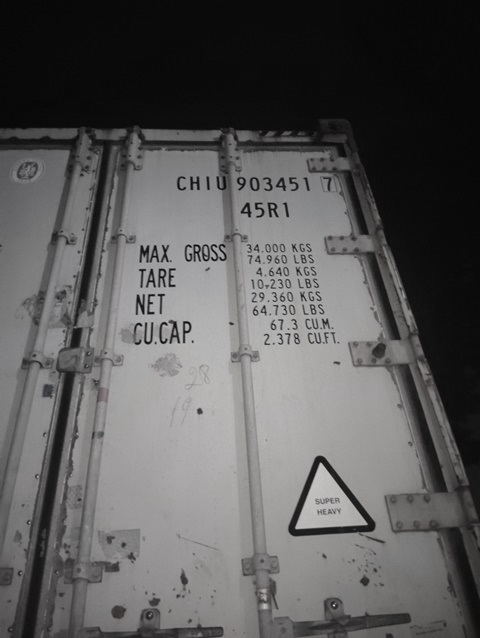 CHIU 903451 7
45R1
MAX. GROSS 34.000 KGS
74.960 LBS
TARE 4.640 KGS
10.230 LBS
NET 29.360 KGS
64.730 LBS
CU.CAP. 67.3 CU.M.
2.378 CU.FT.
28
19
SUPER
HEAVY